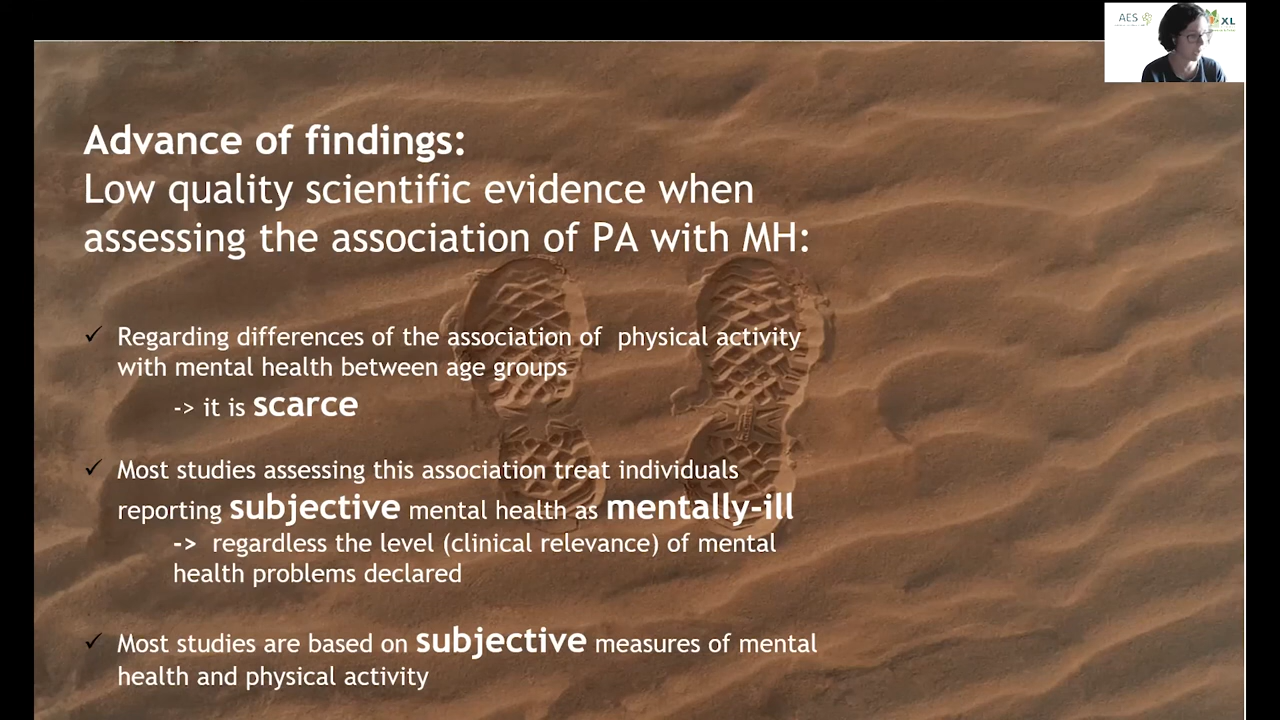 AES
XL
Advance of findings:
Low quality scientific evidence when
assessing the association of PA with MH:
✓ Regarding differences of the association of physical activity
with mental health between age groups
-> it is scarce
✓ Most studies assessing this association treat individuals
reporting subjective mental health as mentally-ill
-> regardless the level (clinical relevance) of mental
health problems declared
✓ Most studies are based on subjective measures of mental
health and physical activity